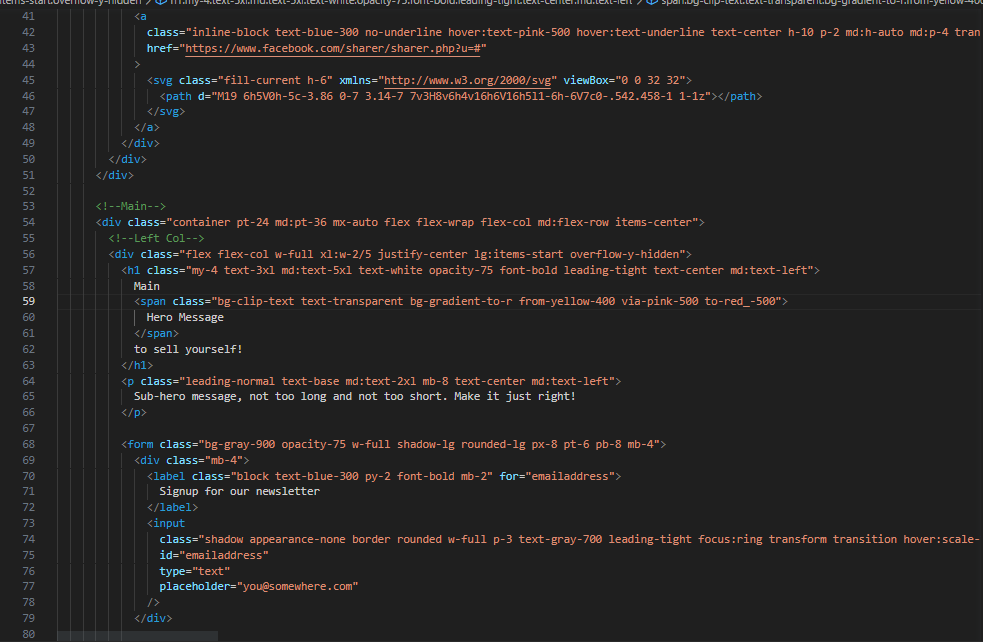 items-start.overflow-y-hidden > h1.my-4.text-3xl.md:text-5xl.text-white.opacity-75.font-bold.leading-tight.text-center.md:text-left > span.bg-clip-text.text-transparent.bg-gradient-to-r.from-yellow-400
41 <a
42 class="inline-block text-blue-300 no-underline hover:text-pink-500 hover:text-underline text-center h-10 p-2 md:h-auto md:p-4 tran
43 href="https://www.facebook.com/sharer/sharer.php?u=#"
44 >
45 <svg class="fill-current h-6" xmlns="http://www.w3.org/2000/svg" viewBox="0 0 32 32">
46 <path d="M19 6h5V0h-5c-3.86 0-7 3.14-7 7v3H8v6h4v16h6V16h5l1-6h-6V7c0-.542.458-1 1-1z"></path>
47 </svg>
48 </a>
49 </div>
50 </div>
51 </div>
52
53 <!--Main-->
54 <div class="container pt-24 md:pt-36 mx-auto flex flex-wrap flex-col md:flex-row items-center">
55 <!--Left Col-->
56 <div class="flex flex-col w-full xl:w-2/5 justify-center lg:items-start overflow-y-hidden">
57 <h1 class="my-4 text-3xl md:text-5xl text-white opacity-75 font-bold leading-tight text-center md:text-left">
58 Main
59 <span class="bg-clip-text text-transparent bg-gradient-to-r from-yellow-400 via-pink-500 to-red_-500">
60 Hero Message
61 </span>
62 to sell yourself!
63 </h1>
64 <p class="leading-normal text-base md:text-2xl mb-8 text-center md:text-left">
65 Sub-hero message, not too long and not too short. Make it just right!
66 </p>
67
68 <form class="bg-gray-900 opacity-75 w-full shadow-lg rounded-lg px-8 pt-6 pb-8 mb-4">
69 <div class="mb-4">
70 <label class="block text-blue-300 py-2 font-bold mb-2" for="emailaddress">
71 Signup for our newsletter
72 </label>
73 <input
74 class="shadow appearance-none border rounded w-full p-3 text-gray-700 leading-tight focus:ring transform transition hover:scale-
75 id="emailaddress"
76 type="text"
77 placeholder="you@somewhere.com"
78 />
79 </div>
80